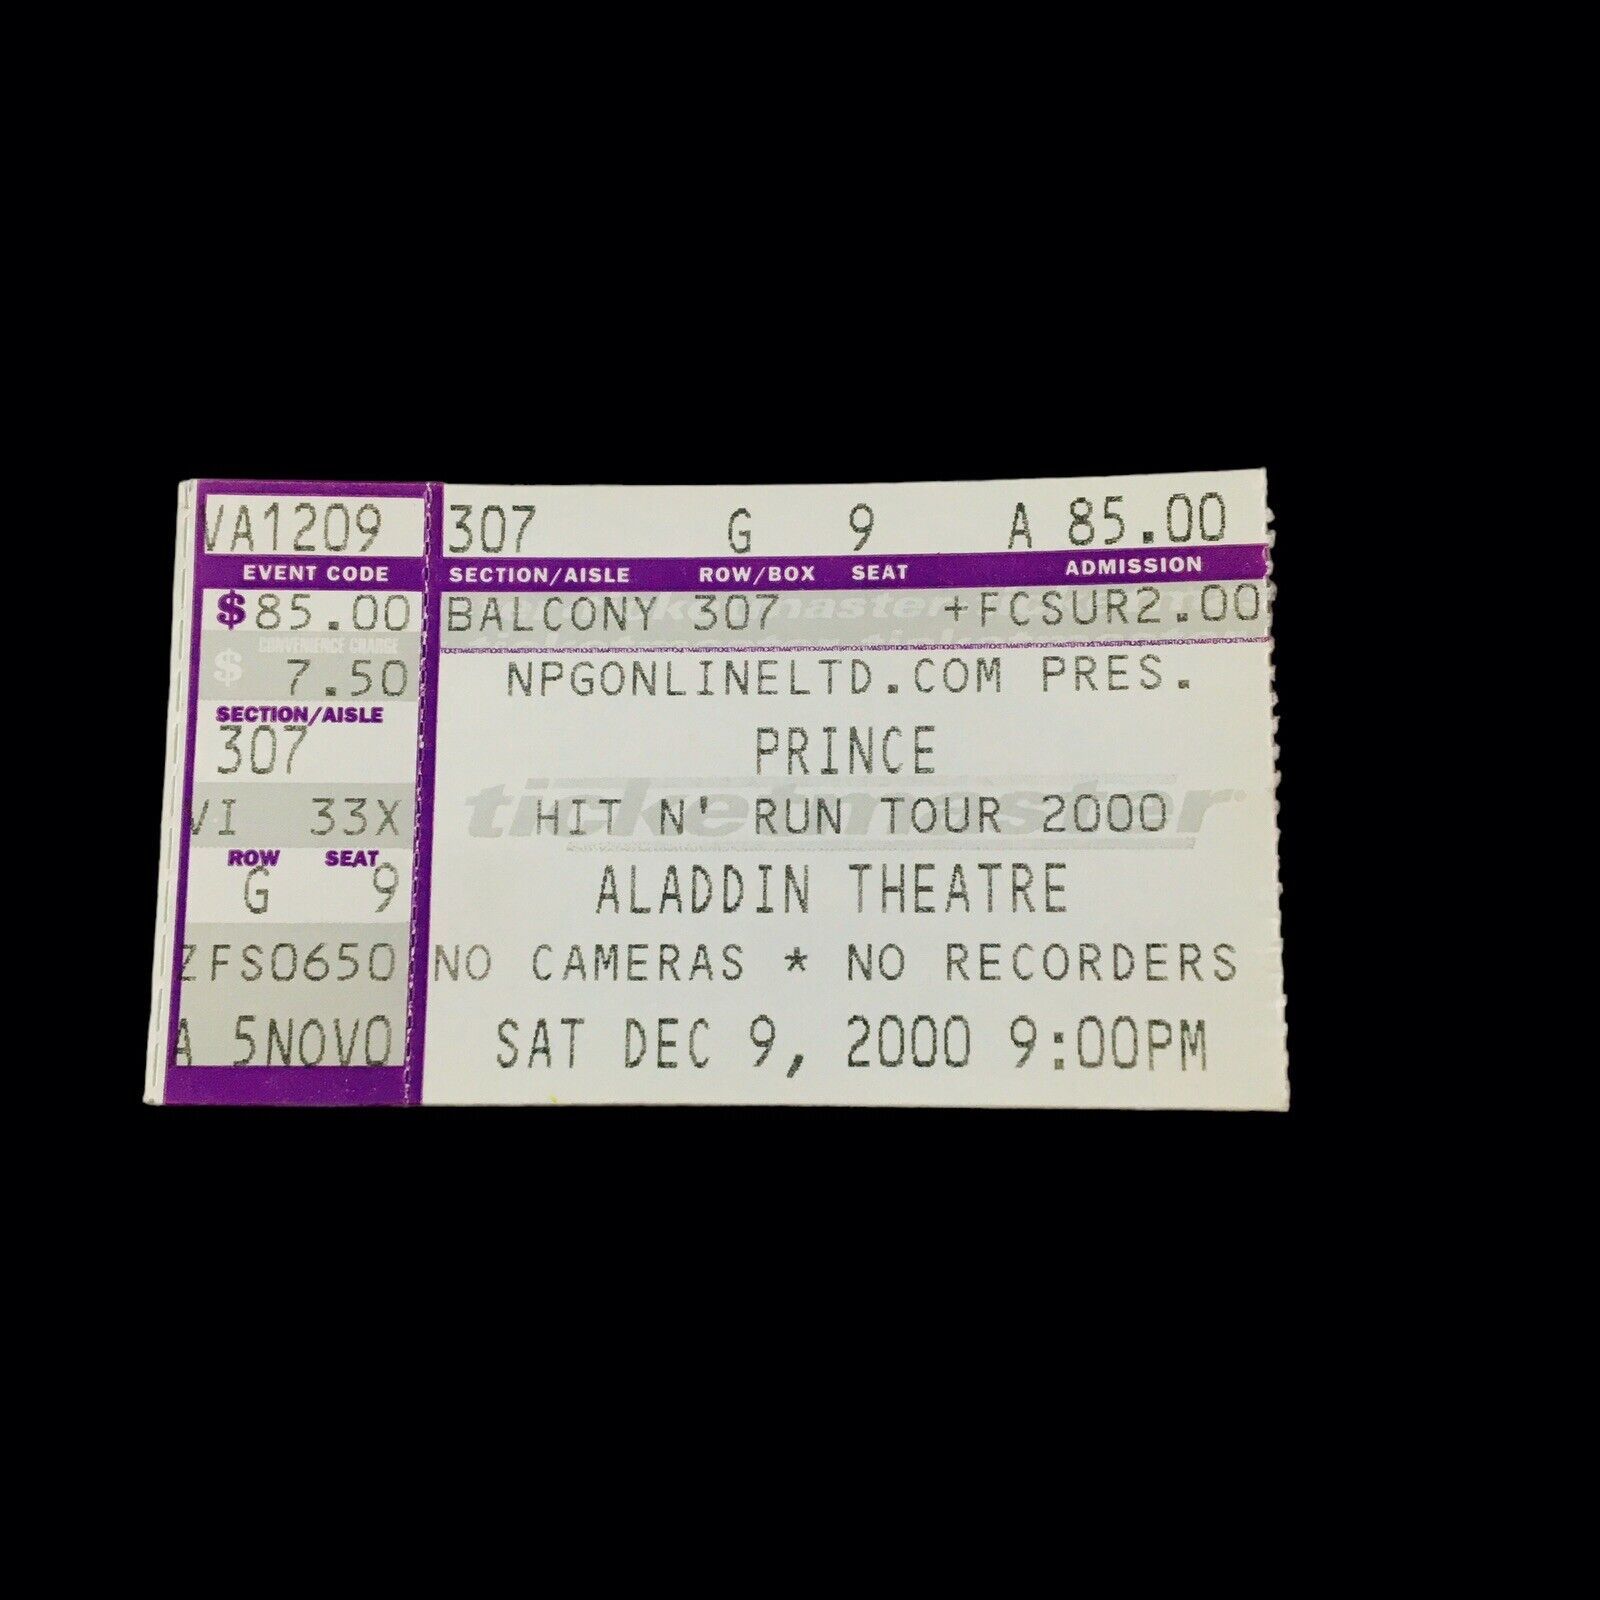 VA1209
EVENT CODE
$85.00
CONVENIENCE CHARGE
$ 7.50
SECTION/AISLE
307
VI 33X
ROW SEAT
G 9
ZFS0650
A 5NOV0
307 G 9 A 85.00
SECTION/AISLE ROW/BOX SEAT ADMISSION
BALCONY 307 +FCSUR2.00
NPGONLINELTD.COM PRES.
PRINCE
ticketmaster
HIT N' RUN TOUR 2000
ALADDIN THEATRE
NO CAMERAS * NO RECORDERS
SAT DEC 9, 2000 9:00PM